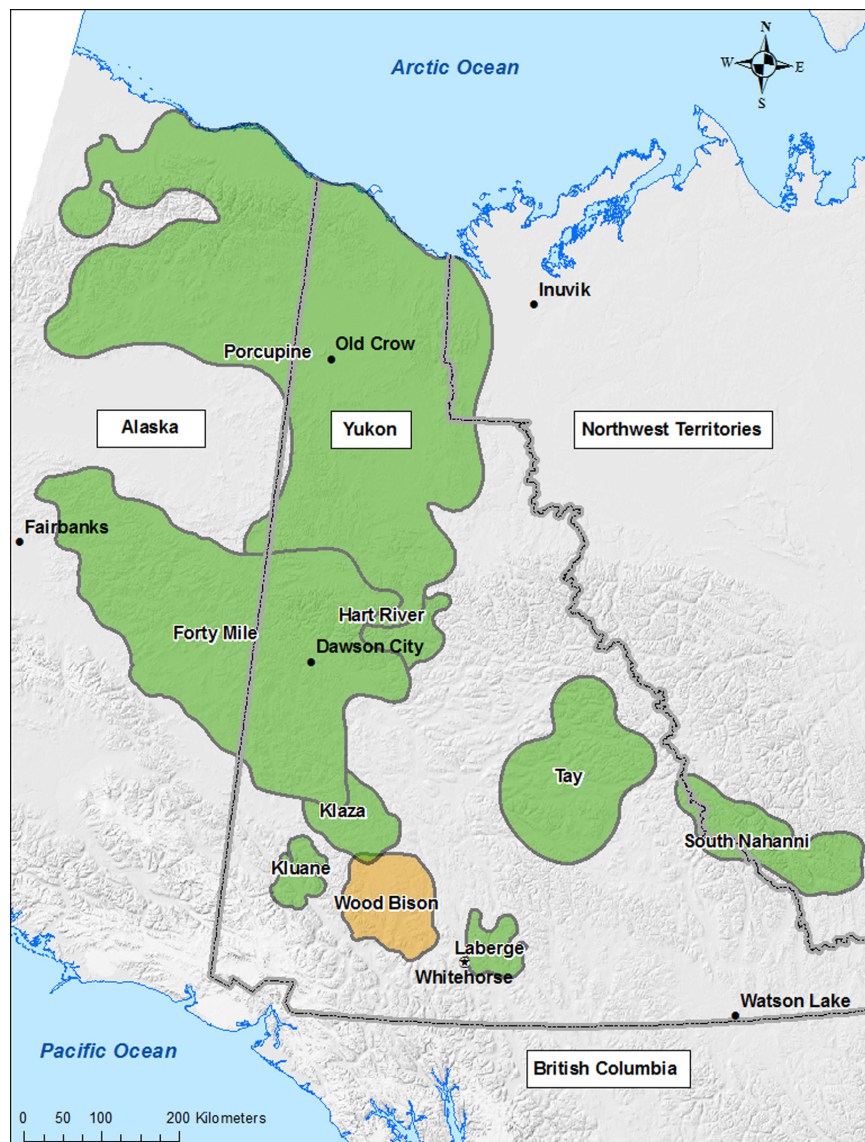 N
Arctic Ocean
W
E
S
Inuvik
Porcupine
Old Crow
Alaska
Yukon
Northwest Territories
Fairbanks
Hart River
Forty Mile
Dawson City
Tay
Klaza
South Nahanni
Kluane
Wood Bison
Laberge
Whitehorse
Watson Lake
Pacific Ocean
British Columbia
0 50 100 200 Kilometers